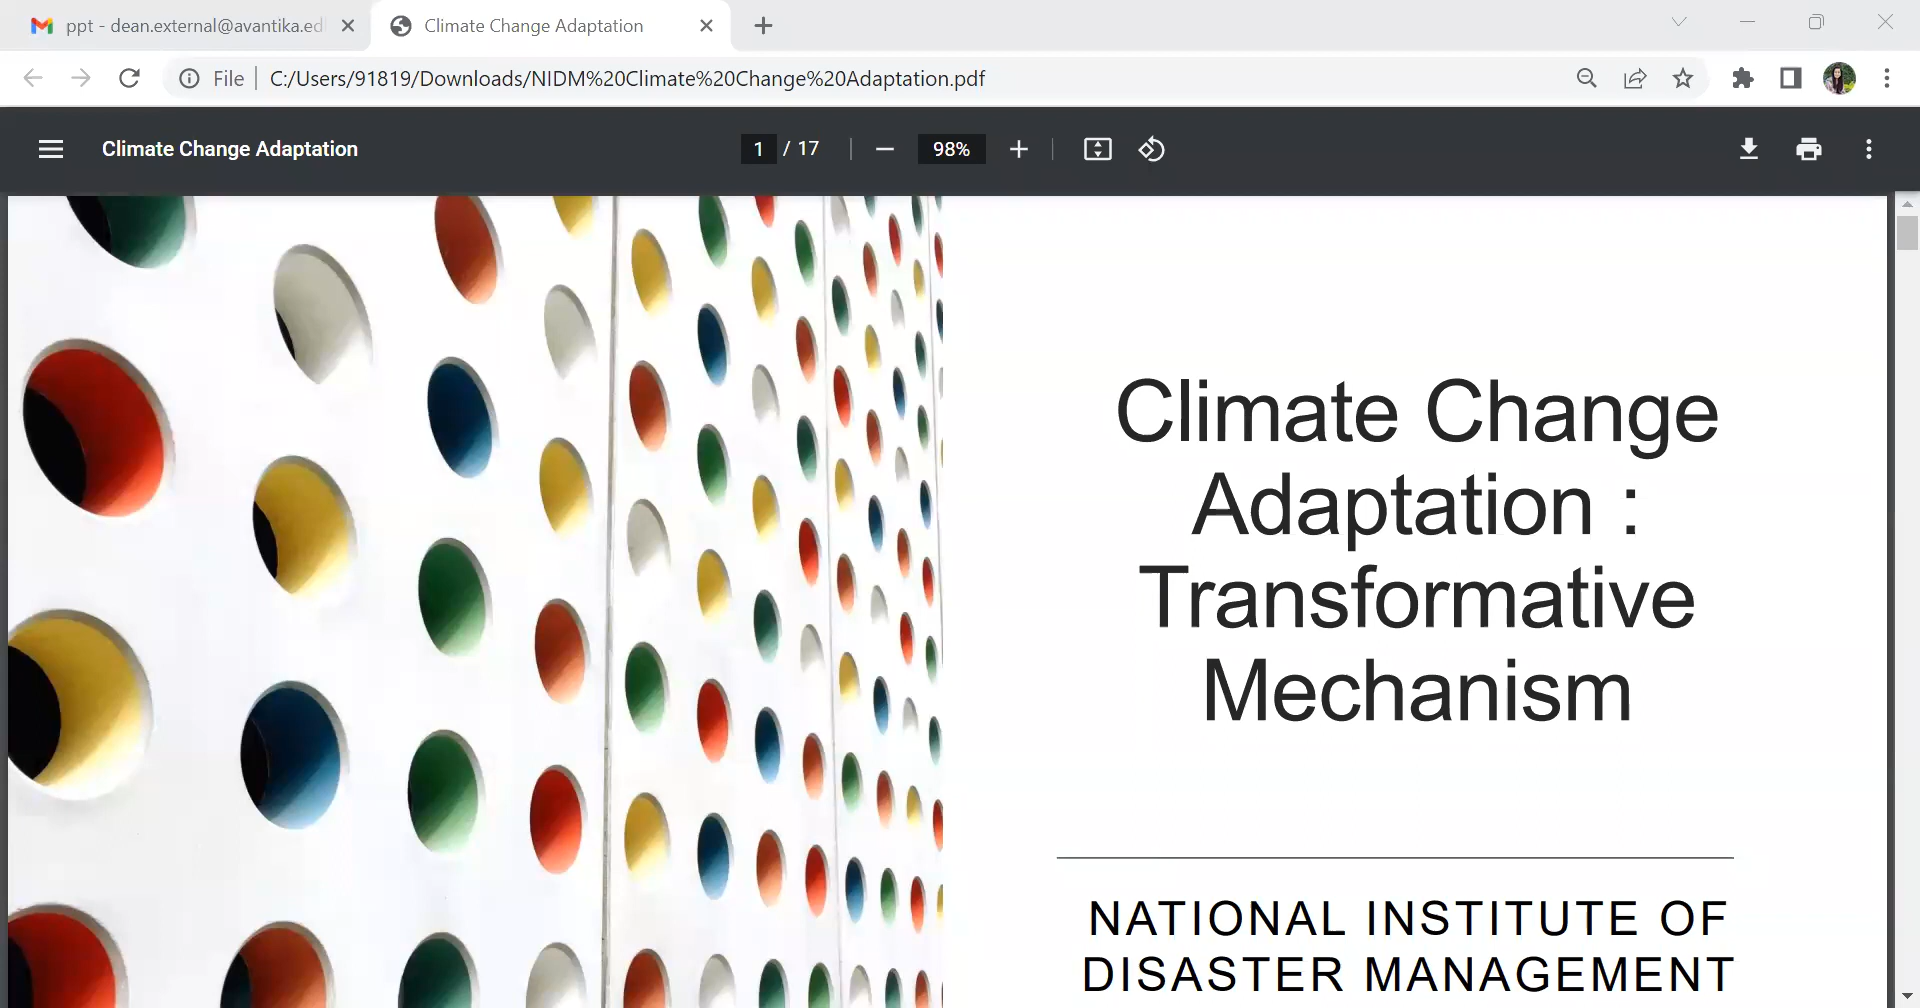 ppt - dean.external@avantika.ed
Climate Change Adaptation
File
C:/Users/91819/Downloads/NIDM%20Climate%20Change%20Adaptation.pdf
Climate Change Adaptation
1 / 17
98%
Climate Change
Adaptation :
Transformative
Mechanism
NATIONAL INSTITUTE OF
DISASTER MANAGEMENT